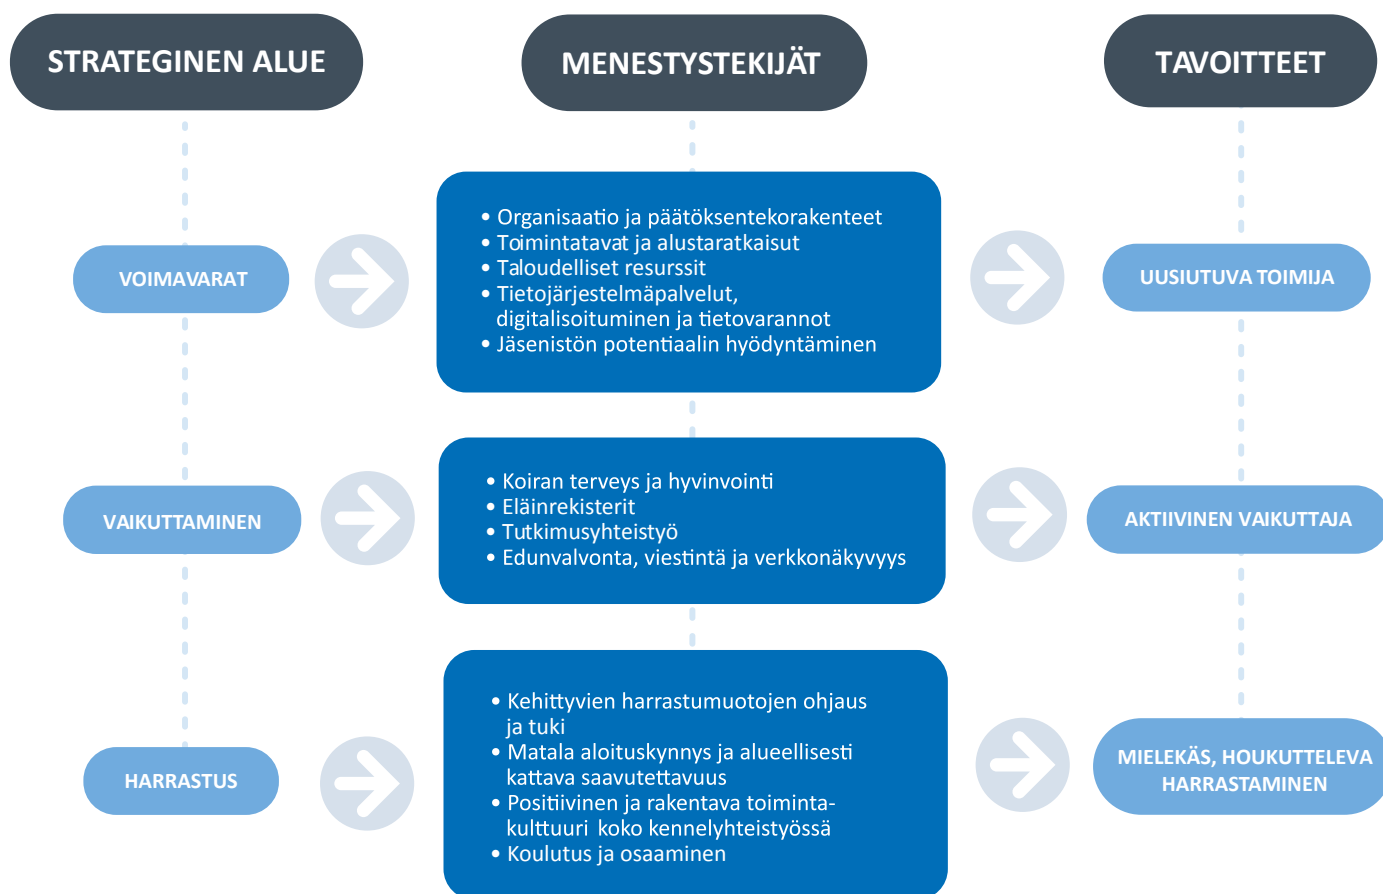 STRATEGINEN ALUE
MENESTYSTEKIJÄT
TAVOITTEET
VOIMAVARAT
• Organisaatio ja päätöksentekorakenteet
• Toimintatavat ja alustaratkaisut
• Taloudelliset resurssit
• Tietojärjestelmäpalvelut,
digitalisoituminen ja tietovarannot
• Jäsenistön potentiaalin hyödyntäminen
UUSIUTUVA TOIMIJA
VAIKUTTAMINEN
• Koiran terveys ja hyvinvointi
• Eläinrekisterit
• Tutkimusyhteistyö
• Edunvalvonta, viestintä ja verkkonäkyvyys
AKTIIVINEN VAIKUTTAJA
HARRASTUS
• Kehittyvien harrastumuotojen ohjaus
ja tuki
• Matala aloituskynnys ja alueellisesti
kattava saavutettavuus
• Positiivinen ja rakentava toiminta-
kulttuuri koko kennelyhteistyössä
• Koulutus ja osaaminen
MIELEKÄS, HOUKUTTELEVA
HARRASTAMINEN